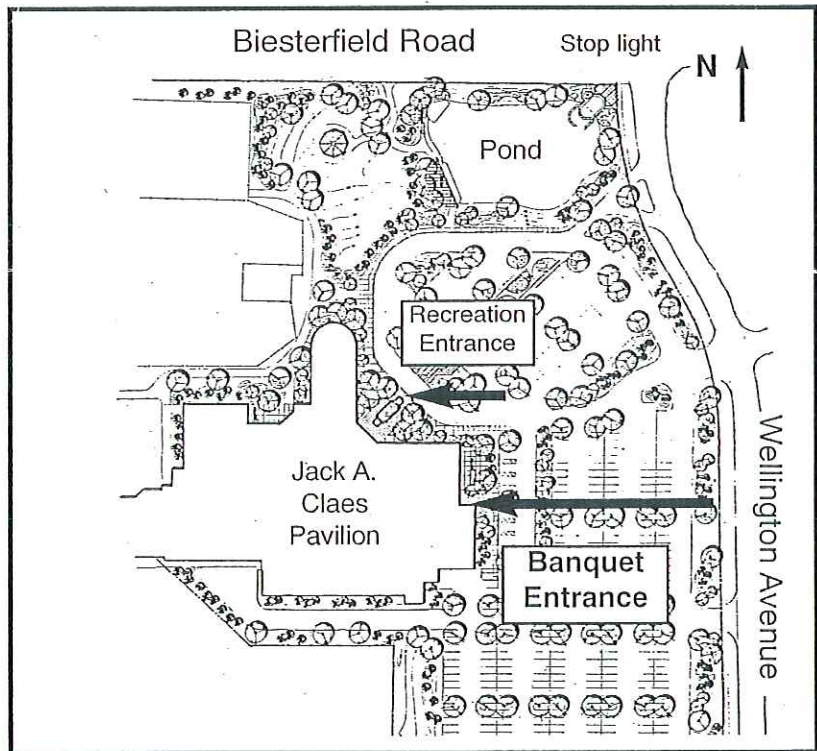 Biesterfield Road
Stop light
N
Pond
Recreation
Entrance
Jack A.
Claes
Pavilion
Banquet
Entrance
Wellington Avenue